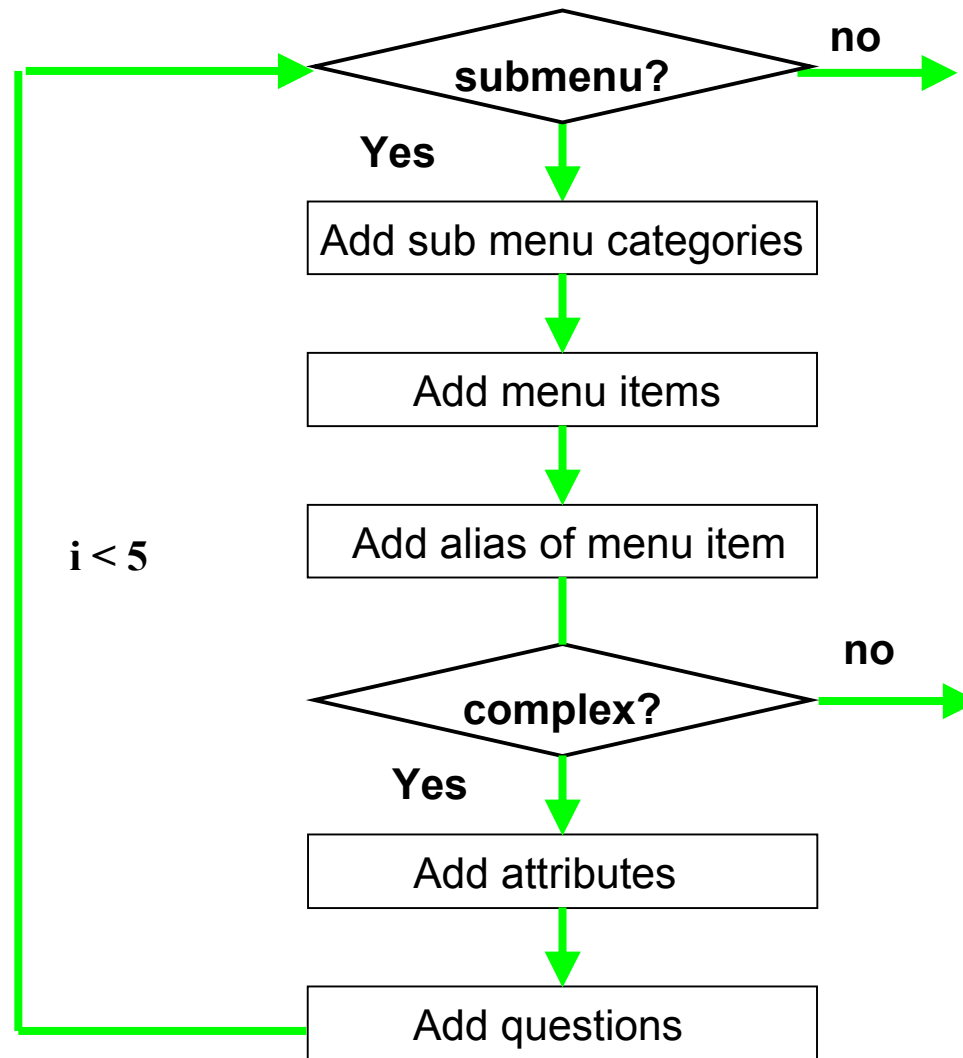 no
submenu?
Yes
Add sub menu categories
Add menu items
Add alias of menu item
i < 5
no
complex?
Yes
Add attributes
Add questions